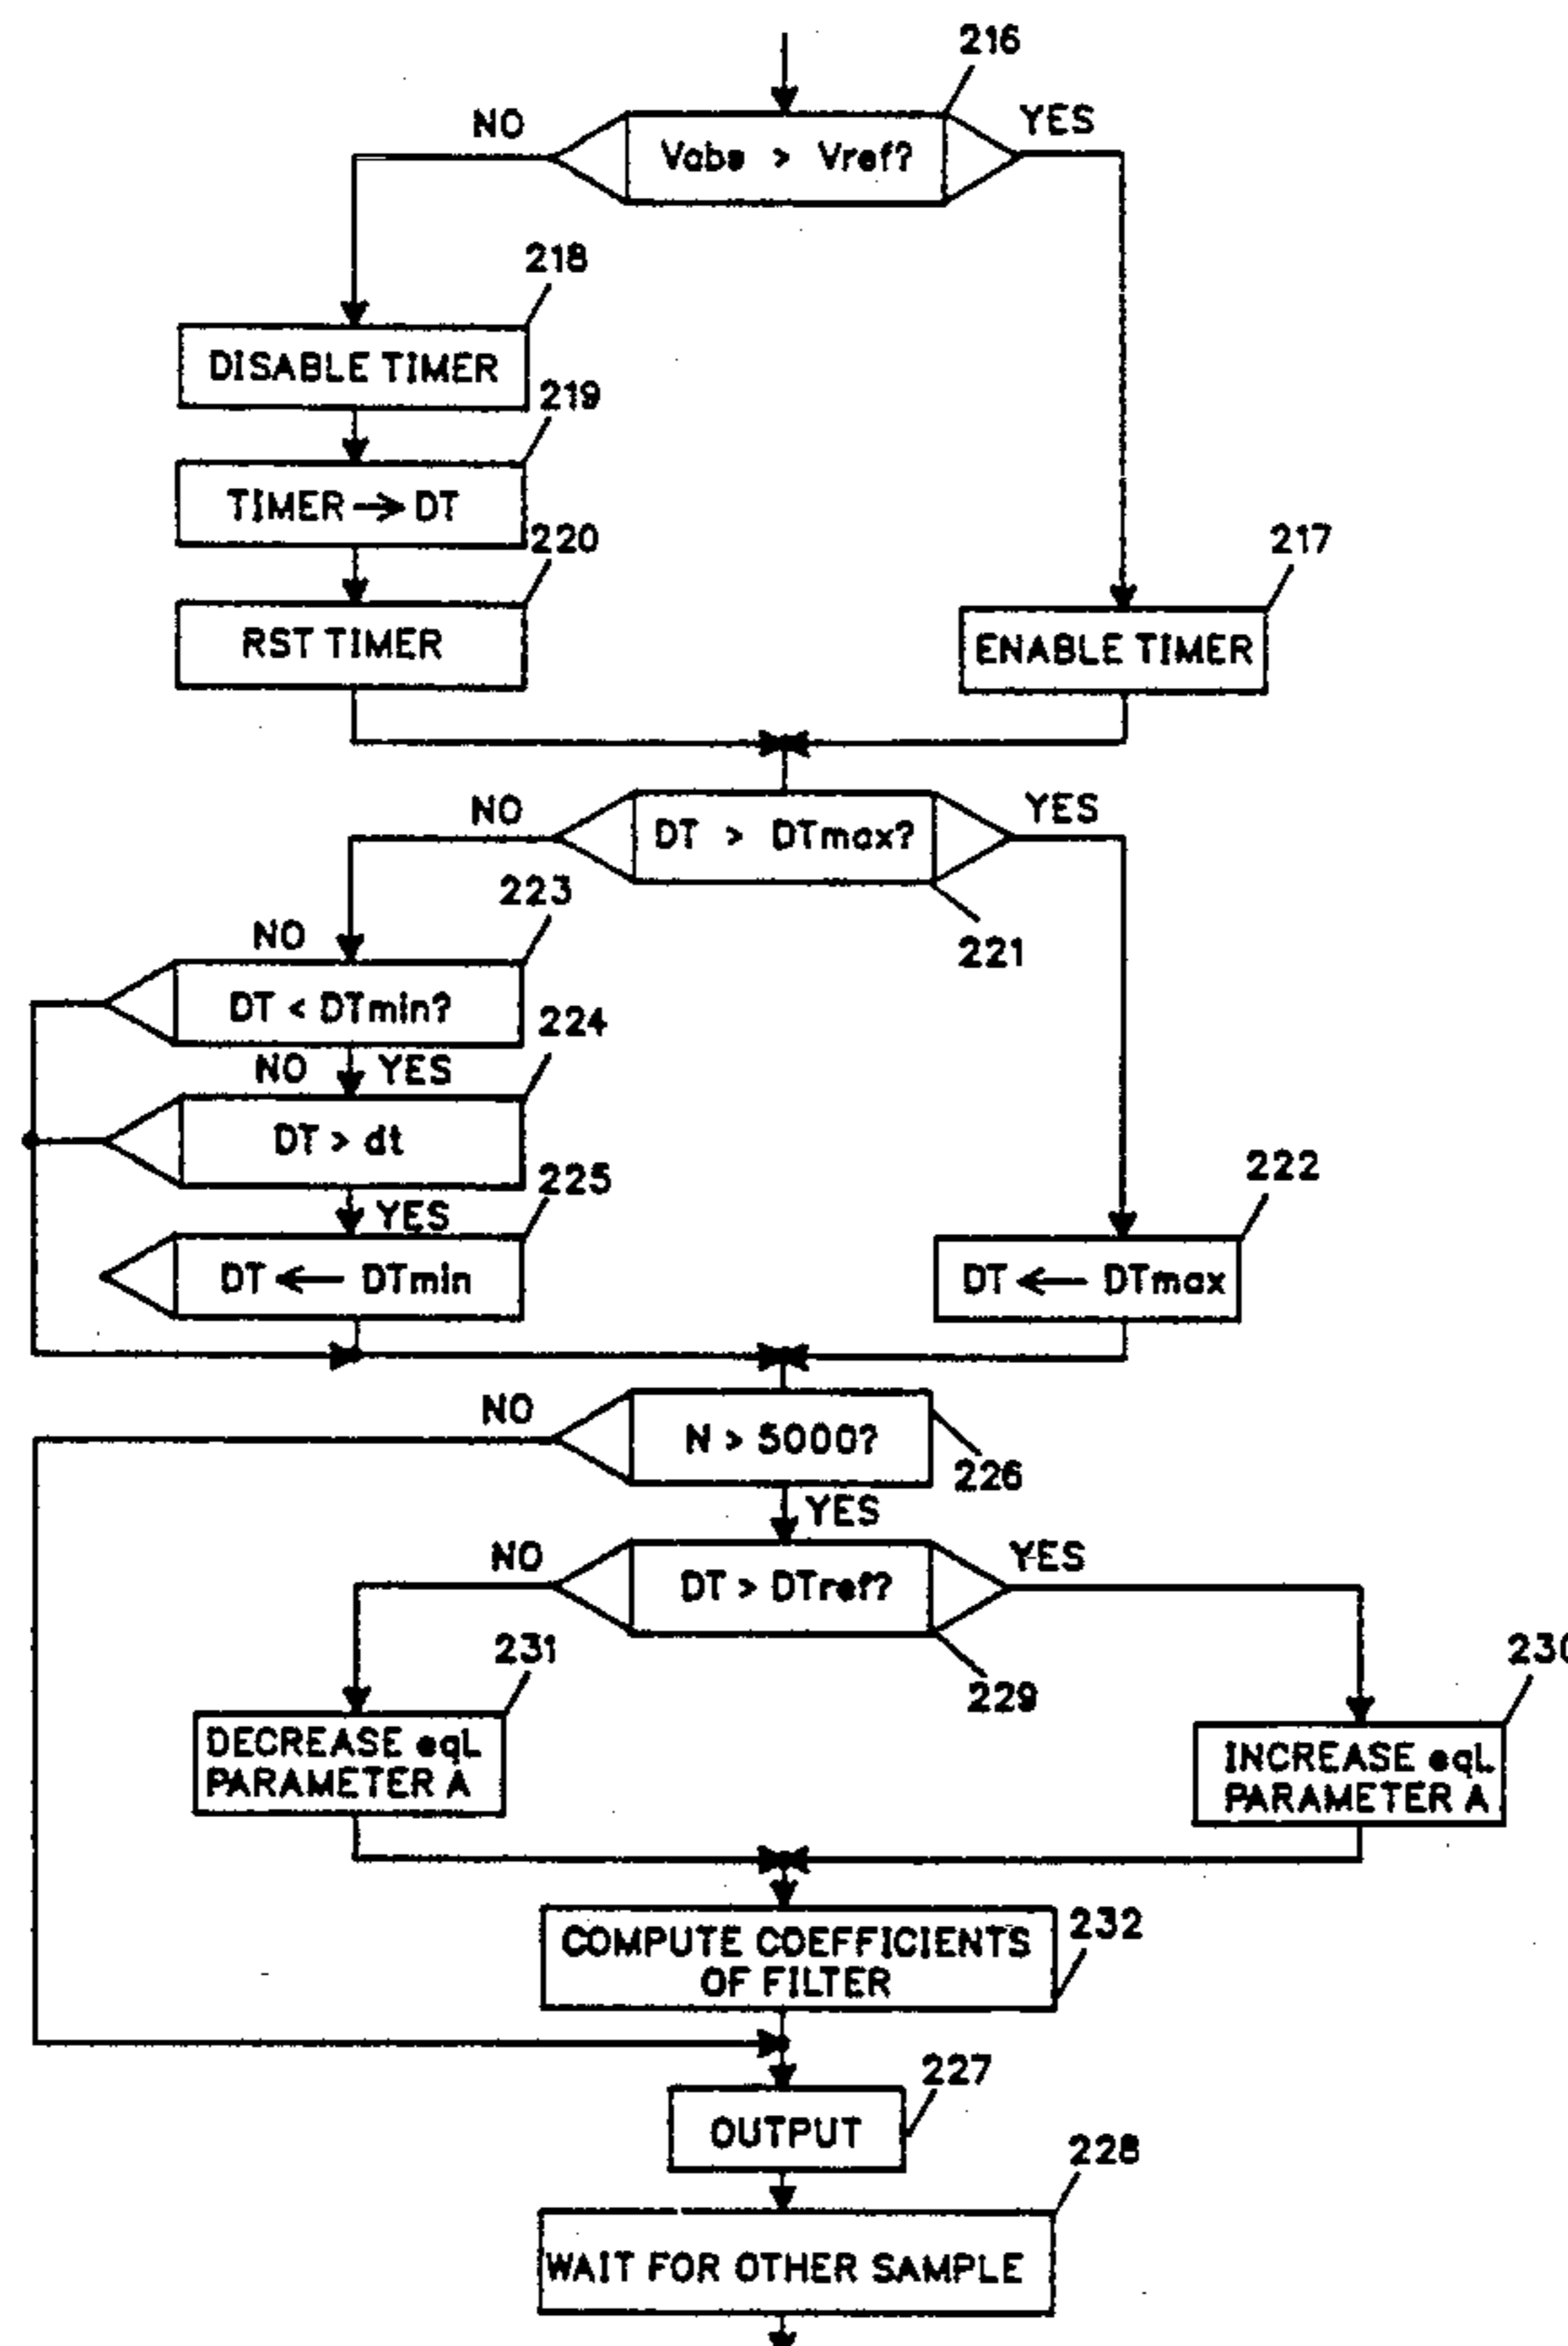 216
NO
YES
Vabs > Vref?
218
DISABLE TIMER
219
TIMER → DT
220
217
RST TIMER
ENABLE TIMER
NO
YES
DT > DTmax?
223
221
NO
DT < DTmin?
224
NO YES
DT > dt
225
222
YES
DT ← DTmin
DT ← DTmax
NO
N > 5000?
226
YES
NO
YES
DT > DTref?
231
230
229
DECREASE eqL
PARAMETER A
INCREASE eqL
PARAMETER A
232
COMPUTE COEFFICIENTS
OF FILTER
227
OUTPUT
228
WAIT FOR OTHER SAMPLE